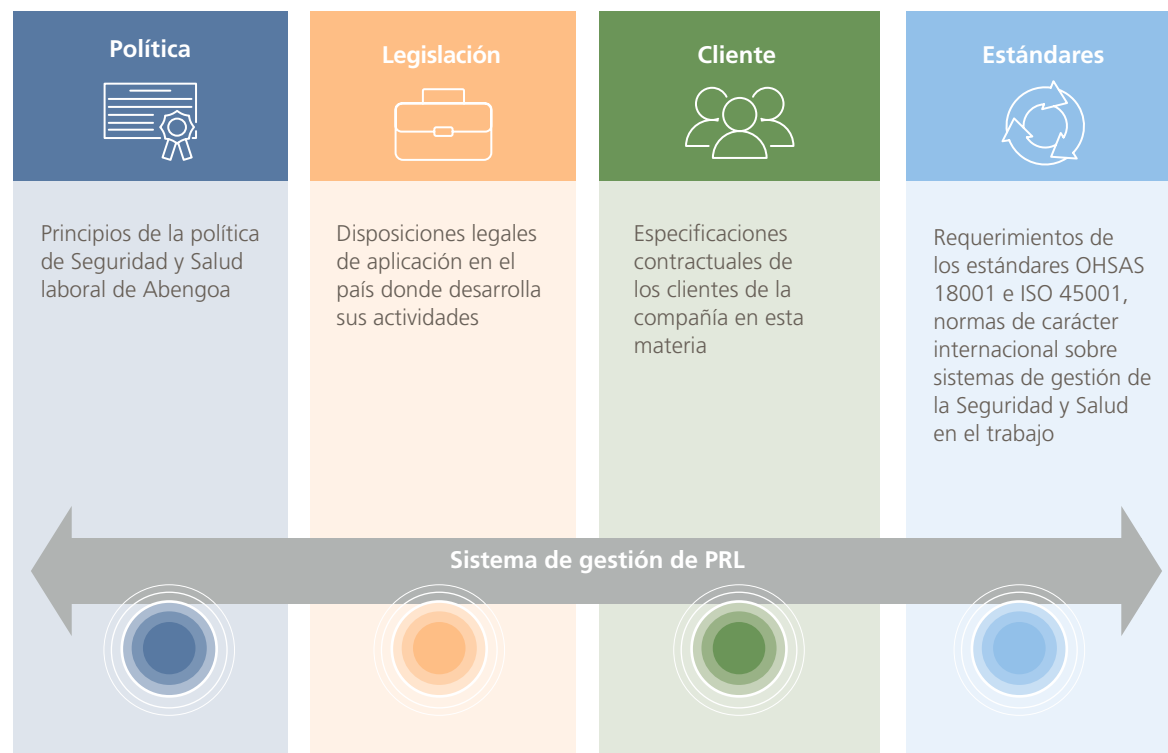 Política
Principios de la política
de Seguridad y Salud
laboral de Abengoa
Legislación
Disposiciones legales
de aplicación en el
país donde desarrolla
sus actividades
Cliente
Especificaciones
contractuales de
los clientes de la
compañía en esta
materia
Estándares
Requerimientos de
los estándares OHSAS
18001 e ISO 45001,
normas de carácter
internacional sobre
sistemas de gestión de
la Seguridad y Salud
en el trabajo
Sistema de gestión de PRL